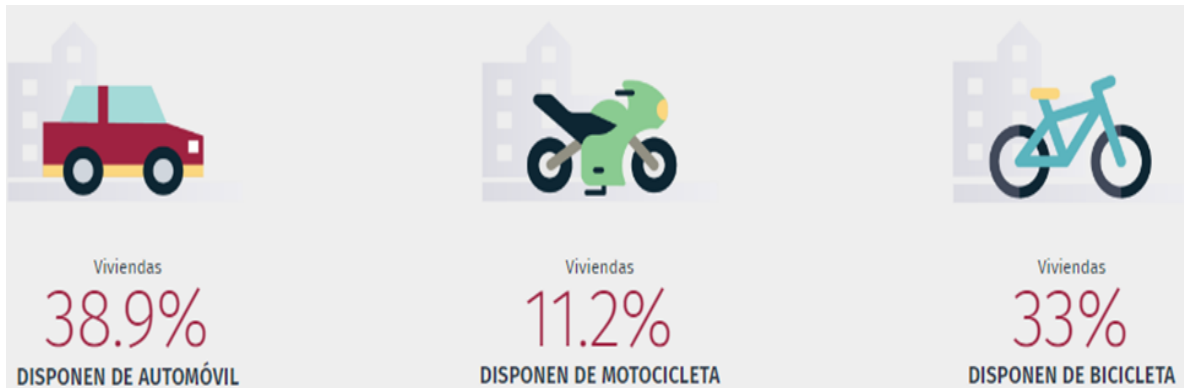 Viviendas
38.9%
DISPONEN DE AUTOMÓVIL
Viviendas
11.2%
DISPONEN DE MOTOCICLETA
Viviendas
33%
DISPONEN DE BICICLETA